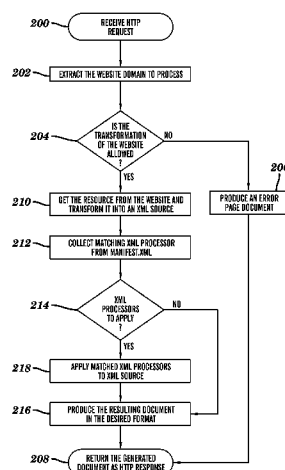 200
RECEIVE HTTP
REQUEST
202
EXTRACT THE WEBSITE DOMAIN TO PROCESS
204
IS THE
TRANSFORMATION
OF THE WEBSITE
ALLOWED
?
NO
YES
206
PRODUCE AN ERROR
PAGE DOCUMENT
210
GET THE RESOURCE FROM THE WEBSITE AND
TRANSFORM IT INTO AN XML SOURCE
212
COLLECT MATCHING XML PROCESSOR
FROM MANIFEST.XML
214
XML
PROCESSORS
TO APPLY
?
NO
YES
218
APPLY MATCHED XML PROCESSORS
TO XML SOURCE
216
PRODUCE THE RESULTING DOCUMENT
IN THE DESIRED FORMAT
208
RETURN THE GENERATED
DOCUMENT AS HTTP RESPONSE